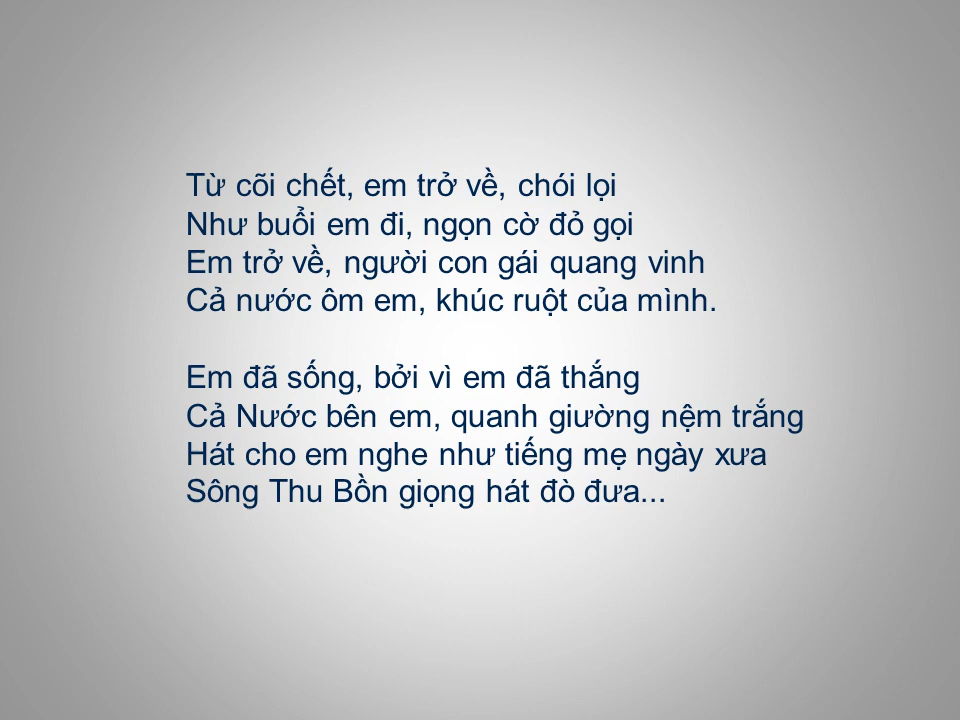 Từ cõi chết, em trở về, chói lọi
Như buổi em đi, ngọn cờ đỏ gọi
Em trở về, người con gái quang vinh
Cả nước ôm em, khúc ruột của mình.
Em đã sống, bởi vì em đã thắng
Cả Nước bên em, quanh giường nệm trắng
Hát cho em nghe như tiếng mẹ ngày xưa
Sông Thu Bồn giọng hát đò đưa...